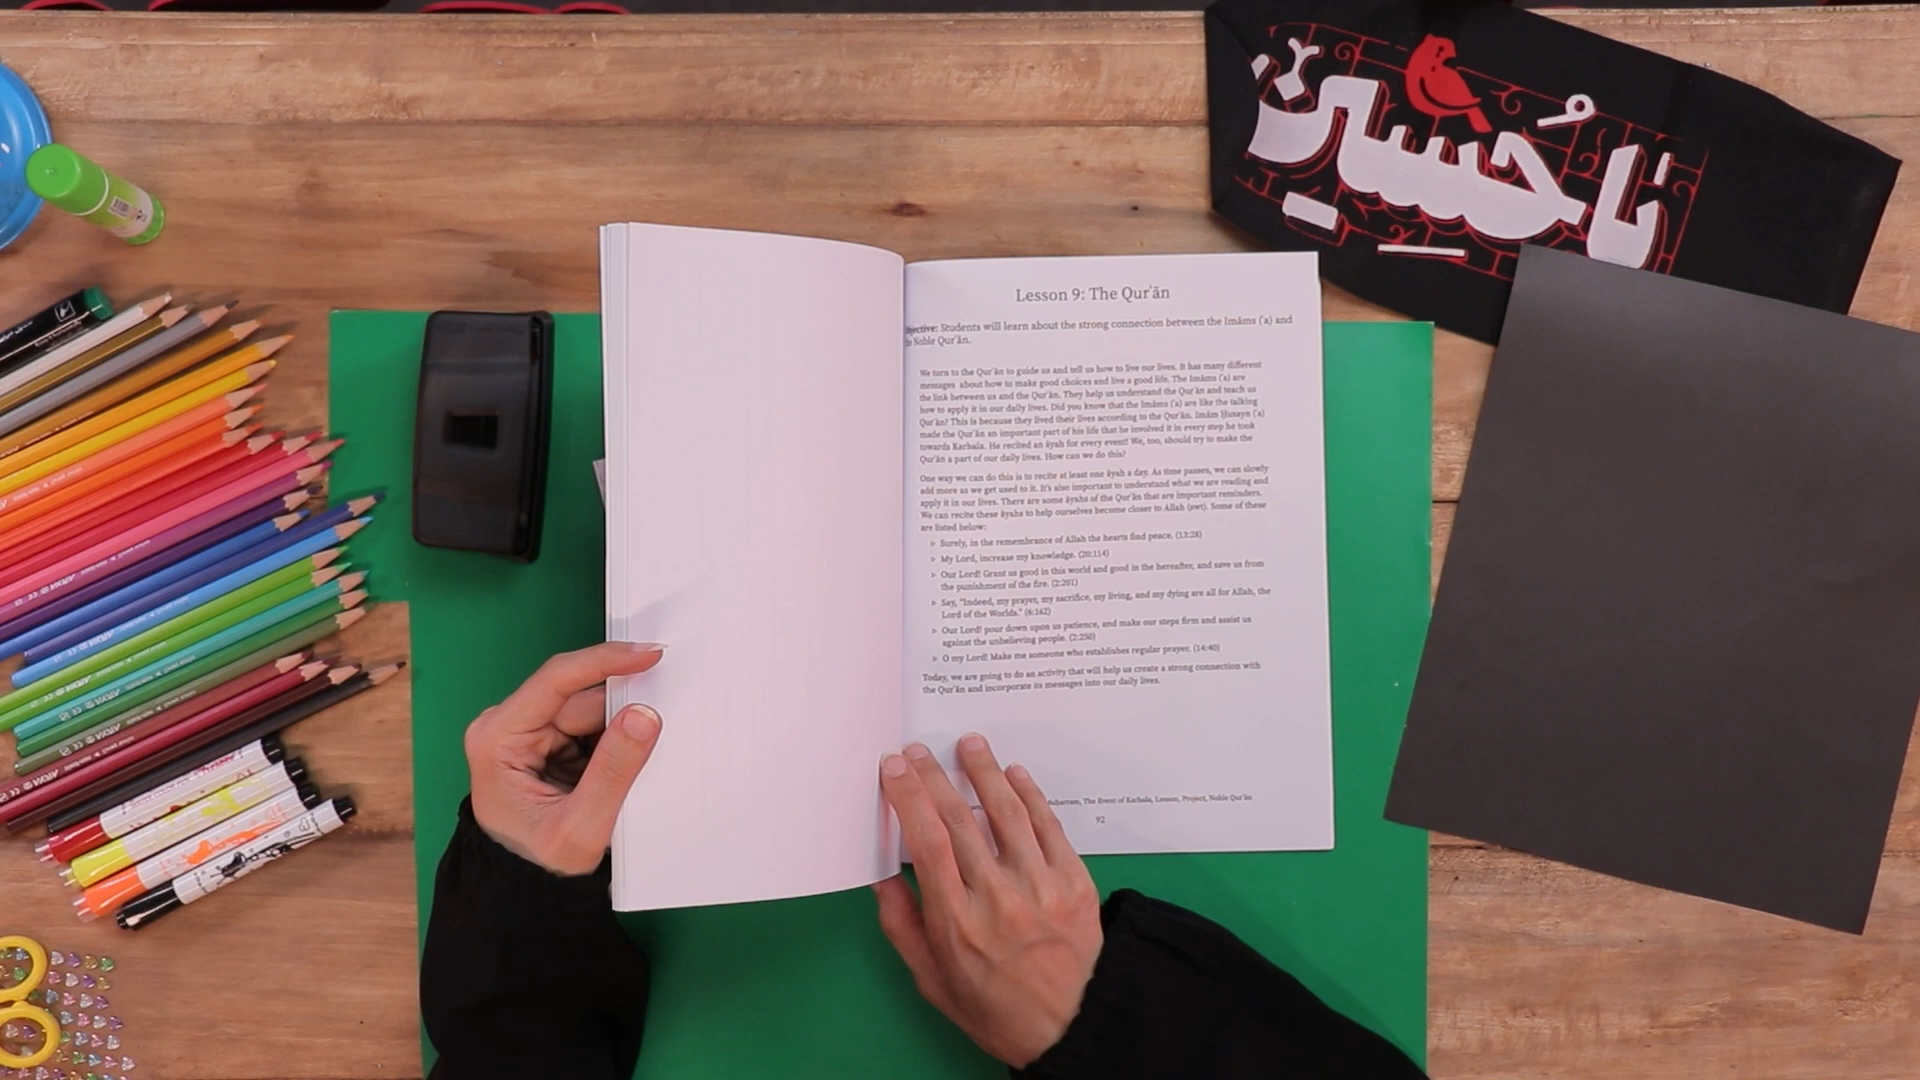 یاحُسین
Lesson 9: The Qur'ān
jective: Students will learn about the strong connection between the Imāms (ʿa) and
Noble Qur'ān.
We turn to the Qur'ān to guide us and tell us how to live our lives. It has many different
messages about how to make good choices and live a good life. The Imāms (ʿa) are
the link between us and the Qur'ān. They help us understand the Qur'ān and teach us
how to apply it in our daily lives. Did you know that the Imāms (ʿa) are like the talking
Qur'ān? This is because they lived their lives according to the Qur'ān. Imām Ḥusayn (ʿa)
made the Qur'ān an important part of his life that he involved it in every step he took
towards Karbala. He recited an āyah for every event! We, too, should try to make the
Qur'ān a part of our daily lives. How can we do this?
One way we can do this is to recite at least one āyah a day. As time passes, we can slowly
add more as we get used to it. It's also important to understand what we are reading and
apply it in our lives. There are some āyahs of the Qur'ān that are important reminders.
We can recite these āyahs to help ourselves become closer to Allah (swt). Some of these
are listed below:
▹ Surely, in the remembrance of Allah the hearts find peace. (13:28)
▹ My Lord, increase my knowledge. (20:114)
▹ Our Lord! Grant us good in this world and good in the hereafter, and save us from
the punishment of the fire. (2:201)
▹ Say, "Indeed, my prayer, my sacrifice, my living, and my dying are all for Allah, the
Lord of the Worlds." (6:162)
▹ Our Lord! pour down upon us patience, and make our steps firm and assist us
against the unbelieving people. (2:250)
▹ O my Lord! Make me someone who establishes regular prayer. (14:40)
Today, we are going to do an activity that will help us create a strong connection with
the Qur'ān and incorporate its messages into our daily lives.
The Event of Karbala, Lesson, Project, Noble Qur'ān
92